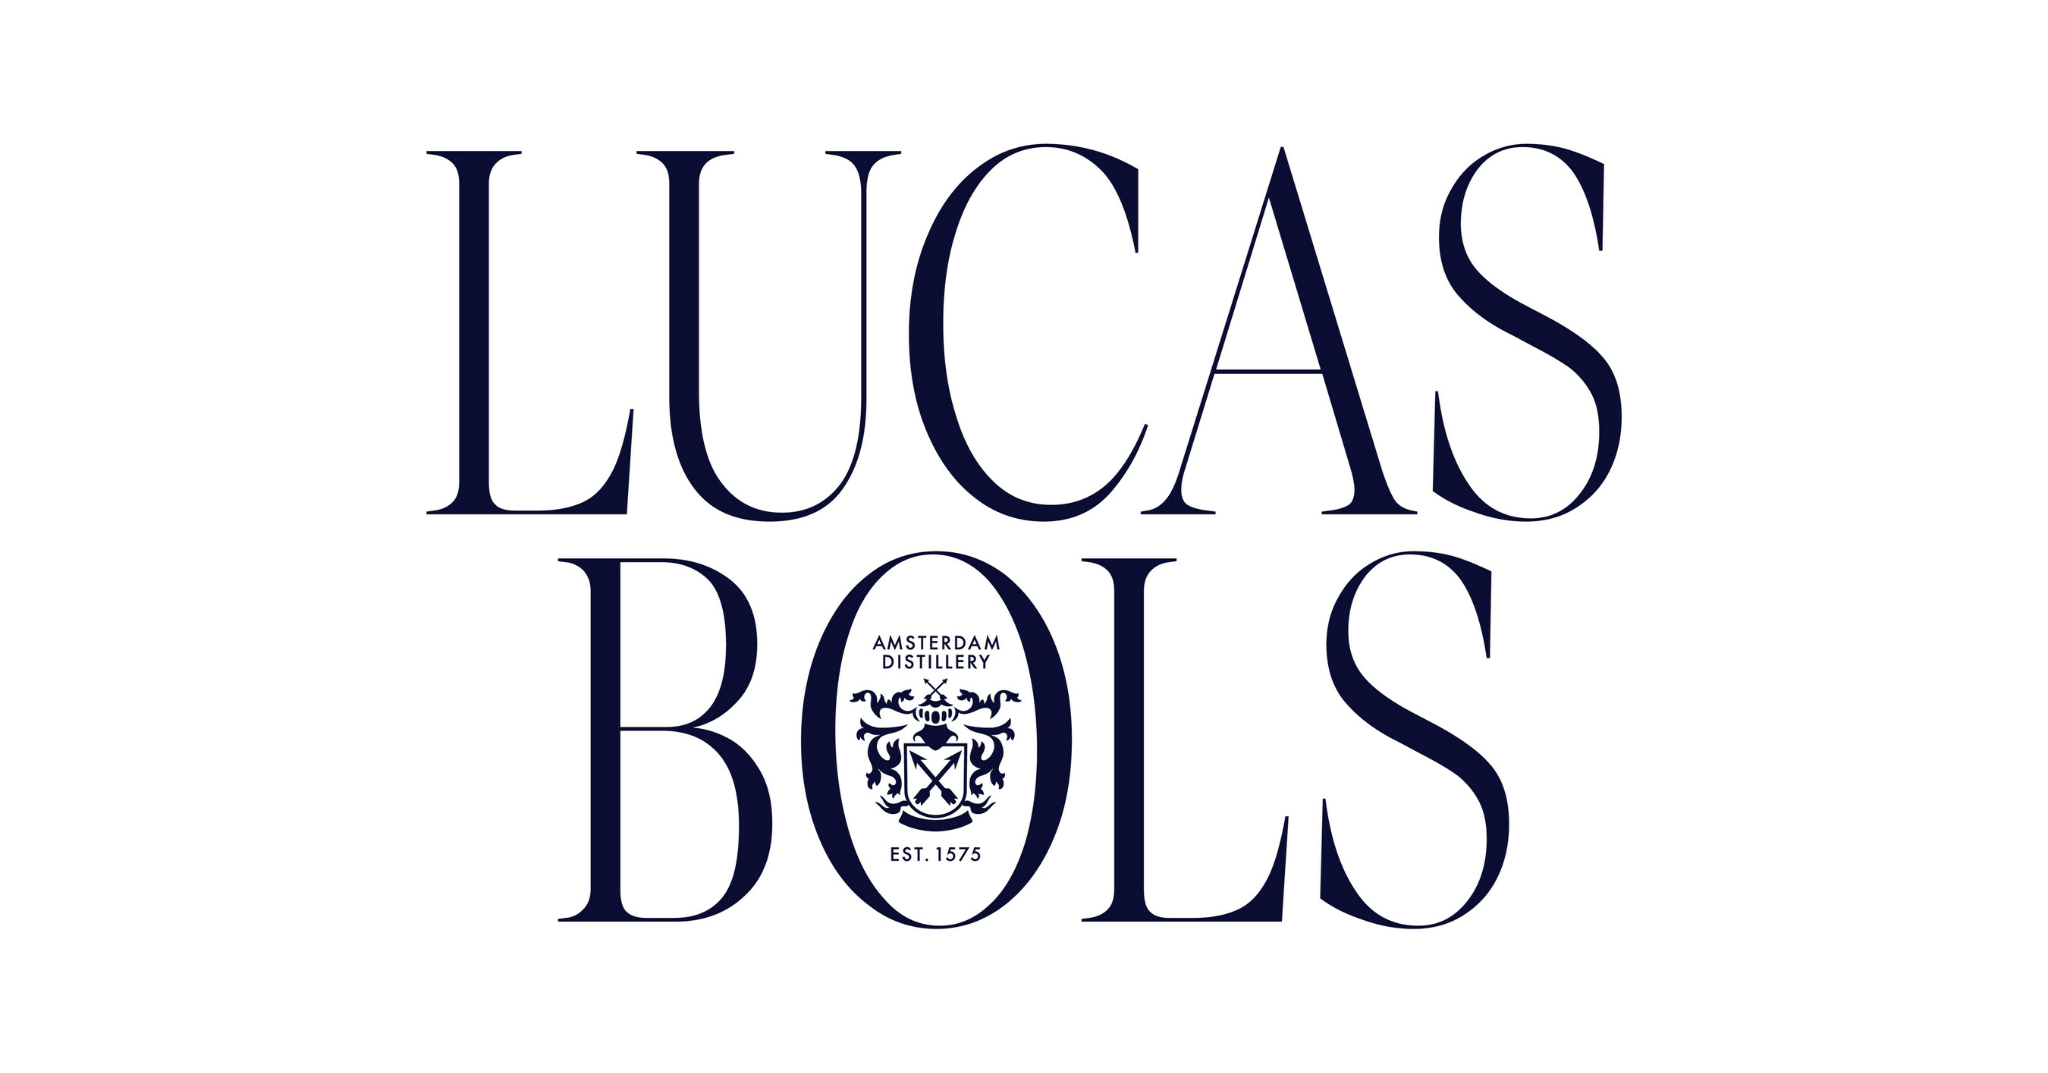 LUCAS
BOLS
AMSTERDAM
DISTILLERY
EST. 1575